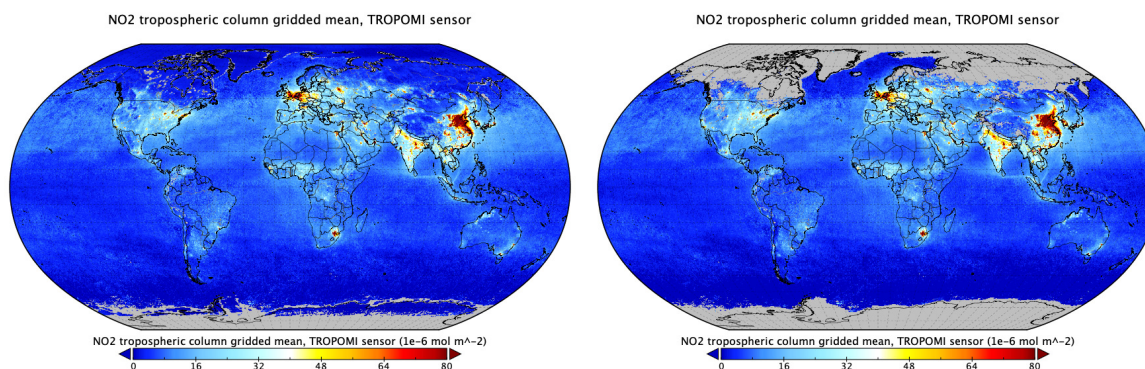 NO2 tropospheric column gridded mean, TROPOMI sensor
NO2 tropospheric column gridded mean, TROPOMI sensor (1e-6 mol m^-2)
0 16 32 48 64 80
NO2 tropospheric column gridded mean, TROPOMI sensor
NO2 tropospheric column gridded mean, TROPOMI sensor (1e-6 mol m^-2)
0 16 32 48 64 80